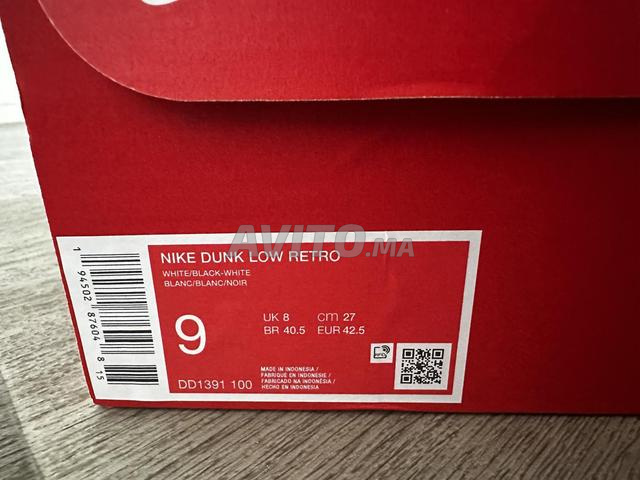 NIKE DUNK LOW RETRO
WHITE/BLACK-WHITE
BLANC/BLANC/NOIR
9
UK 8 cm 27
BR 40.5 EUR 42.5
DD1391 100
MADE IN INDONESIA /
FABRIQUÉ EN INDONÉSIE /
FABRICADO NA INDONÉSIA /
HECHO EN INDONESIA
1 94502 87604 8 15
AVITO.MA